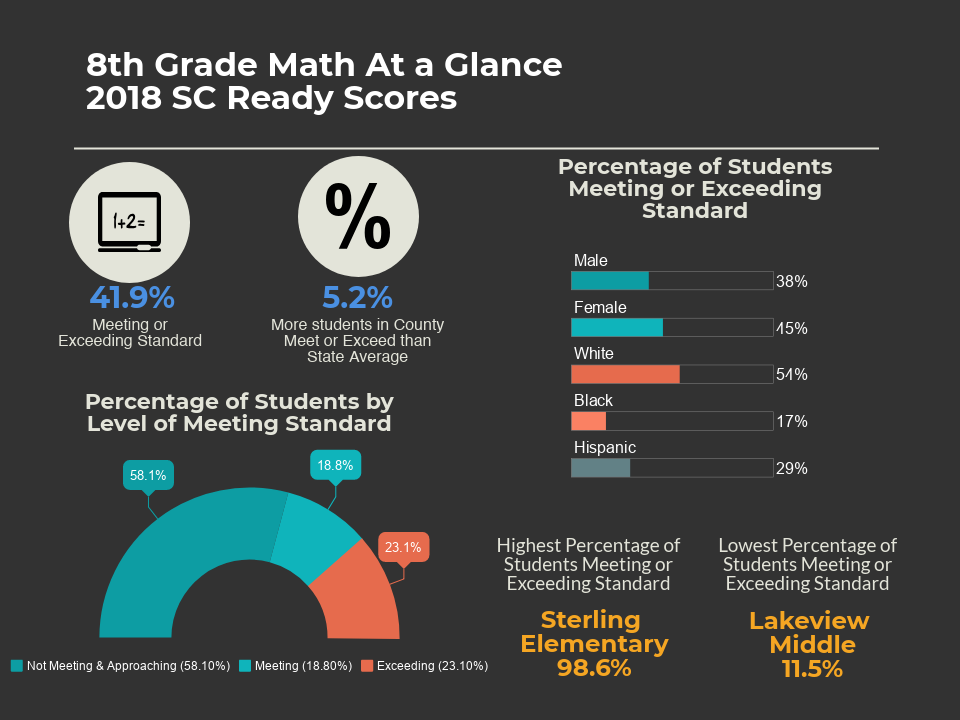 8th Grade Math At a Glance
2018 SC Ready Scores
1+2=
41.9%
Meeting or
Exceeding Standard
%
5.2%
More students in County
Meet or Exceed than
State Average
Percentage of Students
Meeting or Exceeding
Standard
Male
38%
Female
45%
White
54%
Black
17%
Hispanic
29%
Percentage of Students by
Level of Meeting Standard
58.1%
18.8%
23.1%
Not Meeting & Approaching (58.10%)
Meeting (18.80%)
Exceeding (23.10%)
Highest Percentage of
Students Meeting or
Exceeding Standard
Sterling
Elementary
98.6%
Lowest Percentage of
Students Meeting or
Exceeding Standard
Lakeview
Middle
11.5%